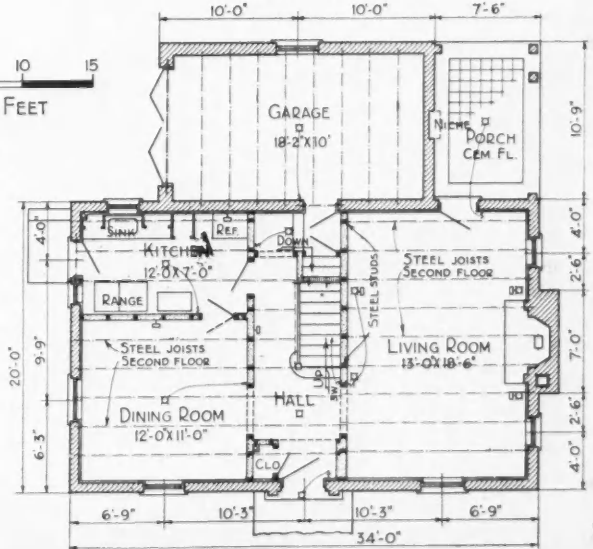 10'-0"
10'-0"
7'-6"
10
15
FEET
GARAGE
18'-2"X10'
NICHE
PORCH
CEM. FL.
10'-9"
SINK
REF.
DOWN
KITCHEN
12'-0"X7'-0"
RANGE
STEEL STUDS
STEEL JOISTS
SECOND FLOOR
4'-0"
4'-0"
2'-6"
STEEL JOISTS
SECOND FLOOR
UP
LIVING ROOM
13'-0"X18'-6"
7'-0"
20'-0"
9'-9"
DINING ROOM
12'-0"X11'-0"
HALL
CLO
6'-3"
2'-6"
4'-0"
6'-9"
10'-3"
10'-3"
6'-9"
34'-0"